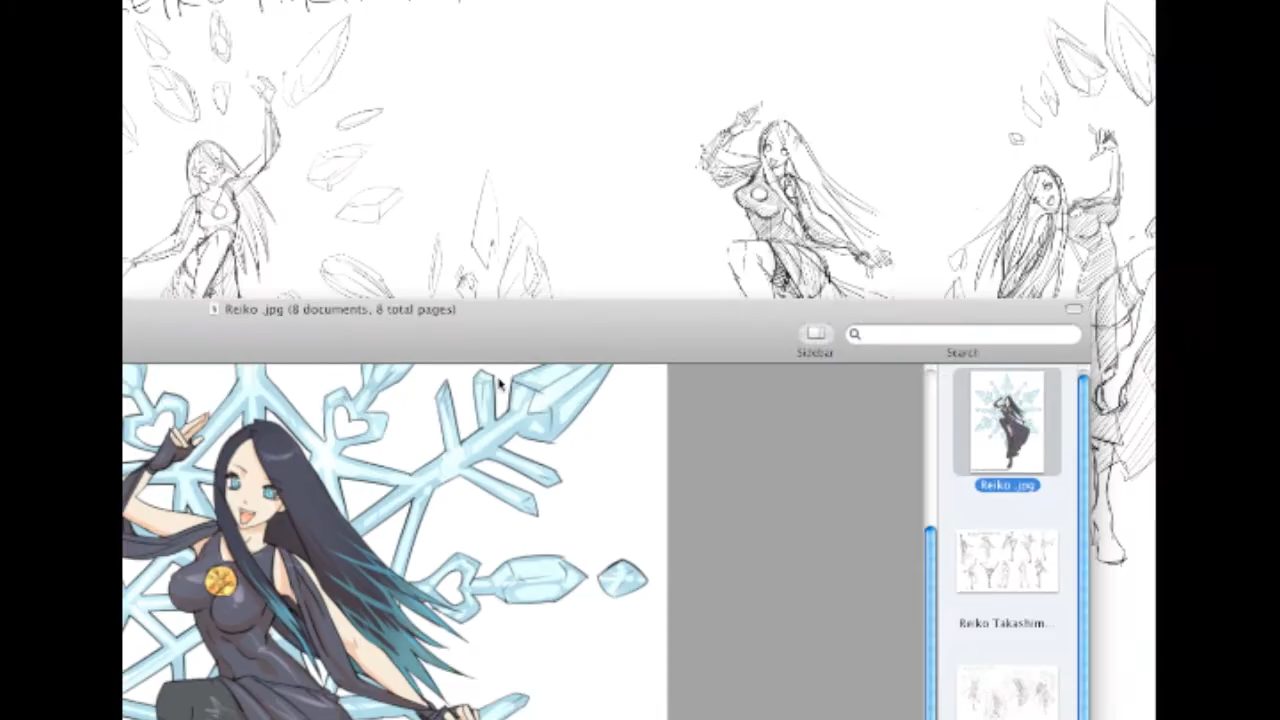 Reiko .jpg (8 documents, 8 total pages)
Sidebar
Search
Reiko .jpg
Reiko Takashim...